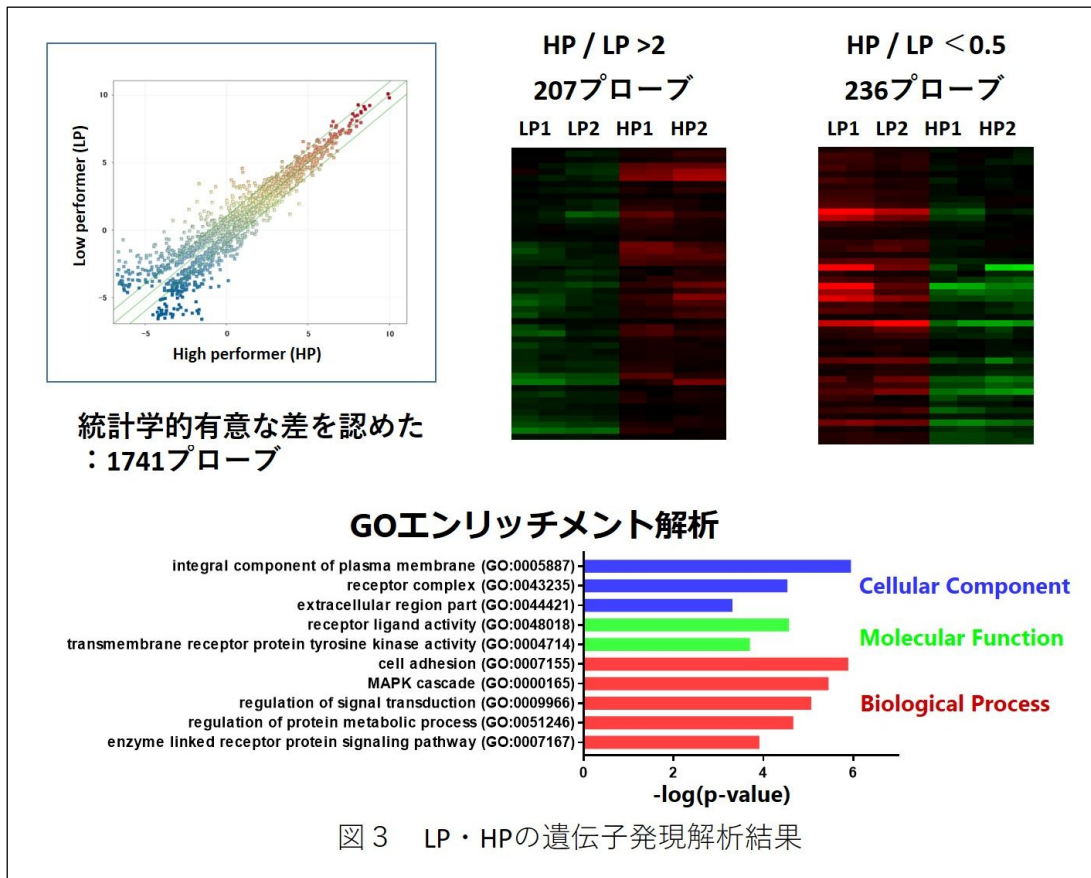 10
5
0
-5
Low performer (LP)
-5
0
5
10
High performer (HP)
統計学的有意な差を認めた
：1741プローブ
HP / LP >2
207プローブ
LP1 LP2 HP1 HP2
HP / LP ＜0.5
236プローブ
LP1 LP2 HP1 HP2
GOエンリッチメント解析
integral component of plasma membrane (GO:0005887)
receptor complex (GO:0043235)
extracellular region part (GO:0044421)
receptor ligand activity (GO:0048018)
transmembrane receptor protein tyrosine kinase activity (GO:0004714)
cell adhesion (GO:0007155)
MAPK cascade (GO:0000165)
regulation of signal transduction (GO:0009966)
regulation of protein metabolic process (GO:0051246)
enzyme linked receptor protein signaling pathway (GO:0007167)
Cellular Component
Molecular Function
Biological Process
0 2 4 6
-log(p-value)
図３　LP・HPの遺伝子発現解析結果